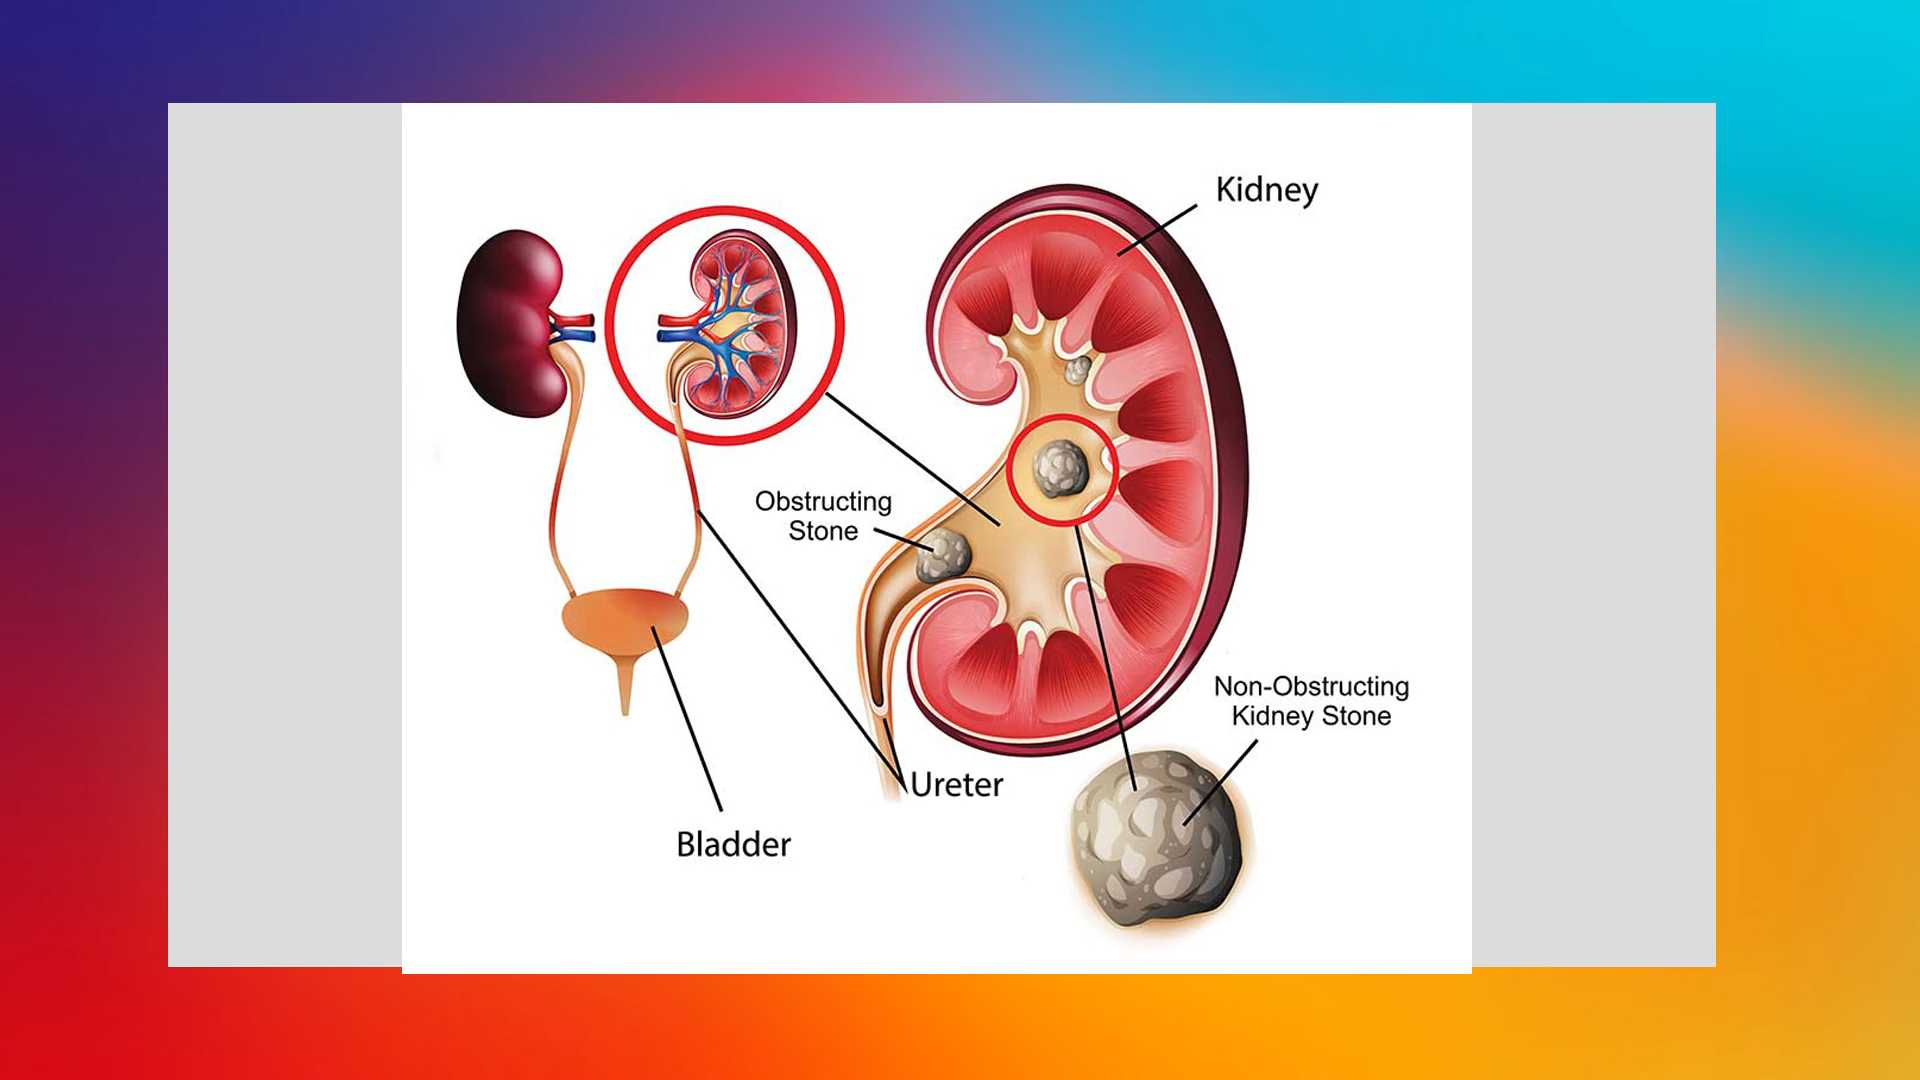 Kidney
Obstructing
Stone
Non-Obstructing
Kidney Stone
Ureter
Bladder